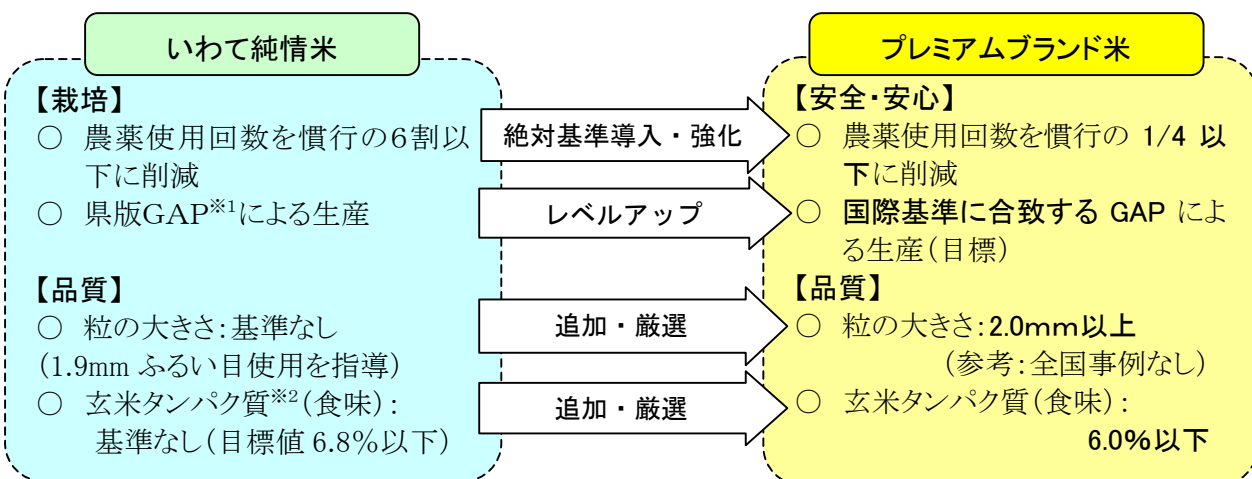 いわて純情米
【栽培】
○ 農薬使用回数を慣行の6割以
下に削減
○ 県版GAP※1による生産
【品質】
○ 粒の大きさ:基準なし
(1.9mm ふるい目使用を指導)
○ 玄米タンパク質※2(食味):
基準なし(目標値 6.8%以下)
絶対基準導入・強化
レベルアップ
追加・厳選
追加・厳選
プレミアムブランド米
【安全・安心】
○ 農薬使用回数を慣行の 1/4 以
下に削減
○ 国際基準に合致する GAP によ
る生産(目標)
【品質】
○ 粒の大きさ:2.0mm以上
(参考:全国事例なし)
○ 玄米タンパク質(食味):
6.0%以下